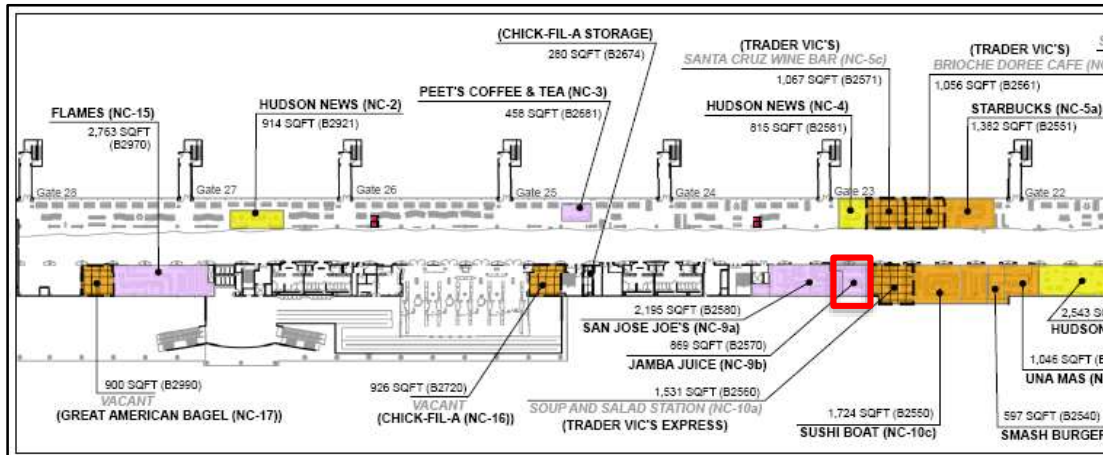 (CHICK-FIL-A STORAGE)
280 SQFT (B2674)
(TRADER VIC'S)
SANTA CRUZ WINE BAR (NC-5c)
1,067 SQFT (B2571)
(TRADER VIC'S)
BRIOCHE DOREE CAFE (NC
1,056 SQFT (B2561)
FLAMES (NC-15)
2,763 SQFT
(B2970)
HUDSON NEWS (NC-2)
914 SQFT (B2921)
PEET'S COFFEE & TEA (NC-3)
458 SQFT (B2681)
HUDSON NEWS (NC-4)
815 SQFT (B2581)
STARBUCKS (NC-5a)
1,382 SQFT (B2551)
Gate 28
Gate 27
Gate 26
Gate 25
Gate 24
Gate 23
Gate 22
2,195 SQFT (B2580)
SAN JOSE JOE'S (NC-9a)
869 SQFT (B2570)
JAMBA JUICE (NC-9b)
2,543 S
HUDSON
1,046 SQFT (B
UNA MAS (N
900 SQFT (B2990)
VACANT
(GREAT AMERICAN BAGEL (NC-17))
926 SQFT (B2720)
VACANT
(CHICK-FIL-A (NC-16))
1,531 SQFT (B2560)
SOUP AND SALAD STATION (NC-10a)
(TRADER VIC'S EXPRESS)
1,724 SQFT (B2550)
SUSHI BOAT (NC-10c)
597 SQFT (B2540)
SMASH BURGER